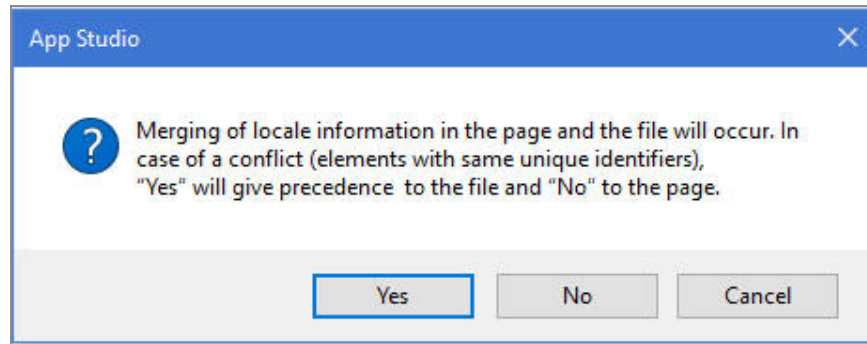 App Studio
Merging of locale information in the page and the file will occur. In
case of a conflict (elements with same unique identifiers),
“Yes” will give precedence  to the file and “No” to the page.
Yes
No
Cancel